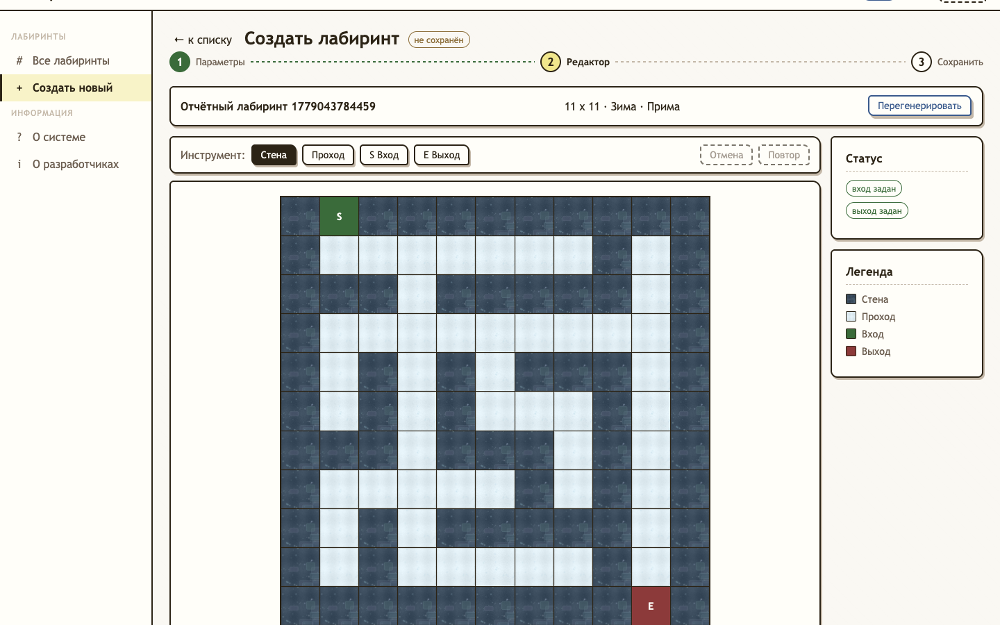 ЛАБИРИНТЫ
# Все лабиринты
+ Создать новый
ИНФОРМАЦИЯ
? О системе
i О разработчиках
← к списку Создать лабиринт не сохранён
1 Параметры 2 Редактор 3 Сохранить
Отчётный лабиринт 1779043784459 11 x 11 · Зима · Прима Перегенерировать
Инструмент: Стена Проход S Вход E Выход Отмена Повтор
S
E
Статус
вход задан
выход задан
Легенда
Стена
Проход
Вход
Выход